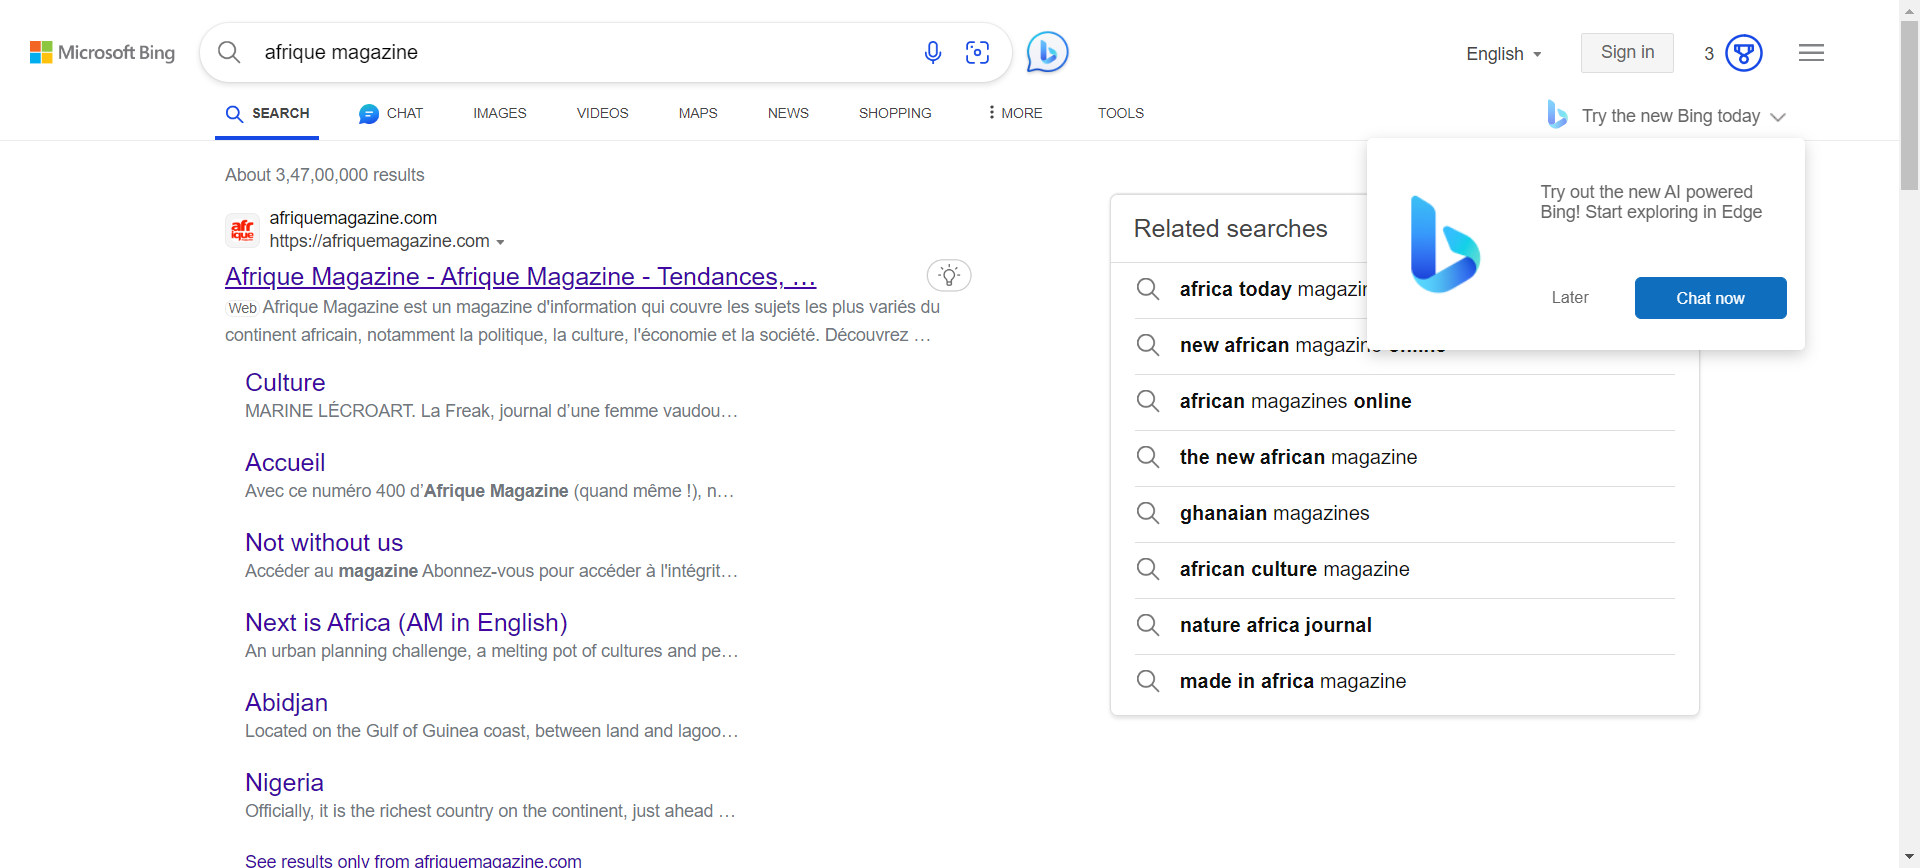 Microsoft Bing
afrique magazine
English
Sign in
3
SEARCH
CHAT
IMAGES
VIDEOS
MAPS
NEWS
SHOPPING
MORE
TOOLS
Try the new Bing today
About 3,47,00,000 results
Try out the new AI powered
Bing! Start exploring in Edge
Later
Chat now
afr
ique
afriquemagazine.com
https://afriquemagazine.com
Afrique Magazine - Afrique Magazine - Tendances, …
Web Afrique Magazine est un magazine d'information qui couvre les sujets les plus variés du
continent africain, notamment la politique, la culture, l'économie et la société. Découvrez …
Culture
MARINE LÉCROART. La Freak, journal d’une femme vaudou…
Accueil
Avec ce numéro 400 d’Afrique Magazine (quand même !), n…
Not without us
Accéder au magazine Abonnez-vous pour accéder à l'intégrit…
Next is Africa (AM in English)
An urban planning challenge, a melting pot of cultures and pe…
Abidjan
Located on the Gulf of Guinea coast, between land and lagoo…
Nigeria
Officially, it is the richest country on the continent, just ahead …
See results only from afriquemagazine.com
Related searches
africa today magazin
new african magazine online
african magazines online
the new african magazine
ghanaian magazines
african culture magazine
nature africa journal
made in africa magazine